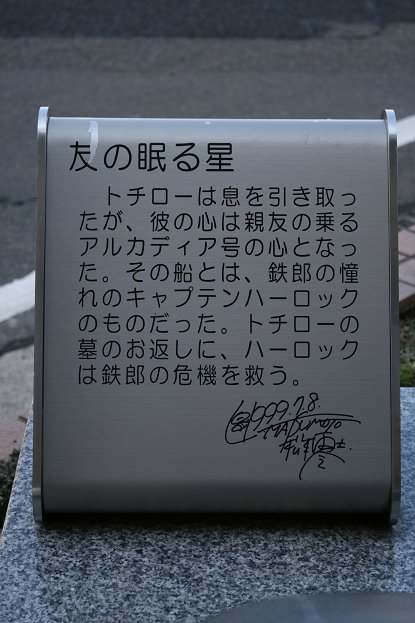 友の眠る星
トチローは息を引き取っ
たが、彼の心は親友の乗る
アルカディア号の心となっ
た。その船とは、鉄郎の憧
れのキャプテンハーロック
のものだった。トチローの
墓のお返しに、ハーロック
は鉄郎の危機を救う。
1999.7.8.
MATSUMOTO